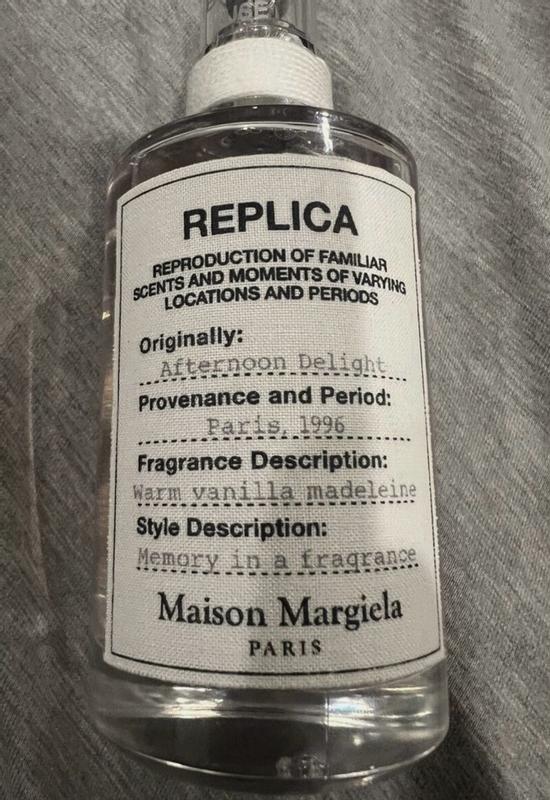 REPLICA
REPRODUCTION OF FAMILIAR
SCENTS AND MOMENTS OF VARYING
LOCATIONS AND PERIODS
Originally:
Afternoon Delight
Provenance and Period:
Paris, 1996
Fragrance Description:
Warm vanilla madeleine
Style Description:
Memory in a fragrance
Maison Margiela
PARIS